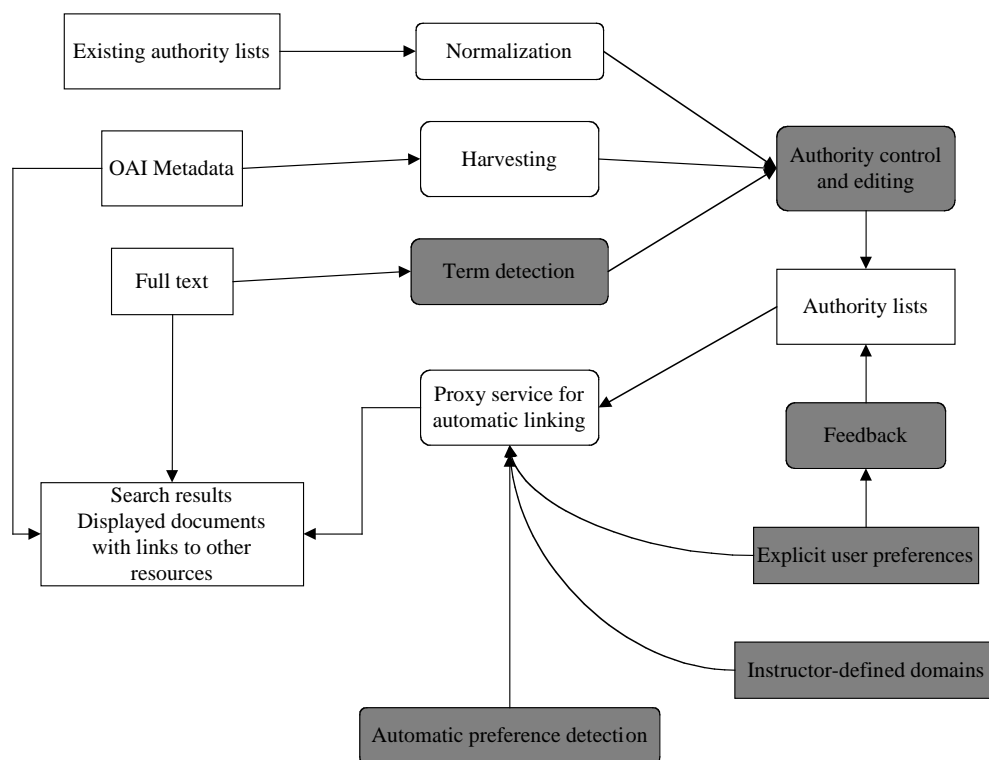 Existing authority lists
Normalization
OAI Metadata
Harvesting
Authority control
and editing
Full text
Term detection
Authority lists
Proxy service for
automatic linking
Feedback
Search results
Displayed documents
with links to other
resources
Explicit user preferences
Instructor-defined domains
Automatic preference detection